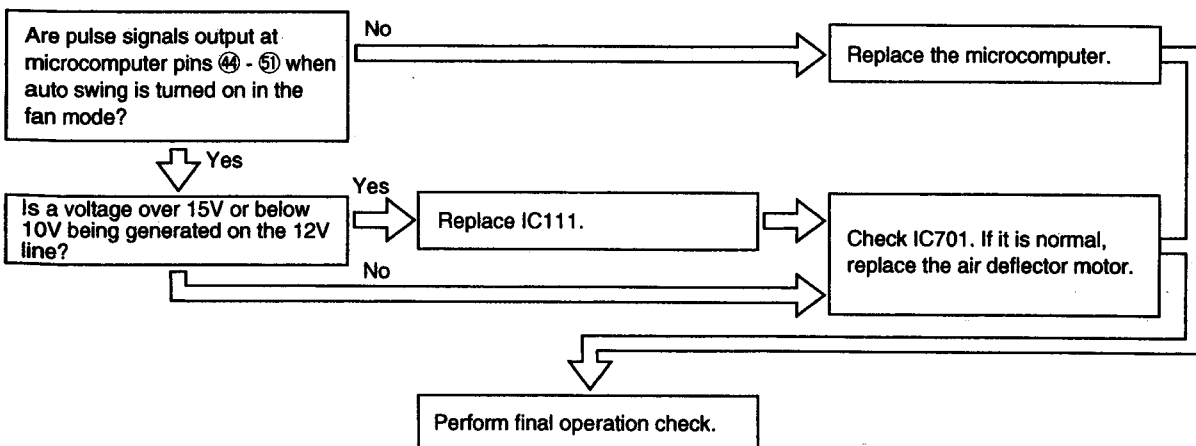 Are pulse signals output at
microcomputer pins ㊹ - 51 when
auto swing is turned on in the
fan mode?
No
Replace the microcomputer.
Yes
Is a voltage over 15V or below
10V being generated on the 12V
line?
Yes
Replace IC111.
No
Check IC701. If it is normal,
replace the air deflector motor.
Perform final operation check.